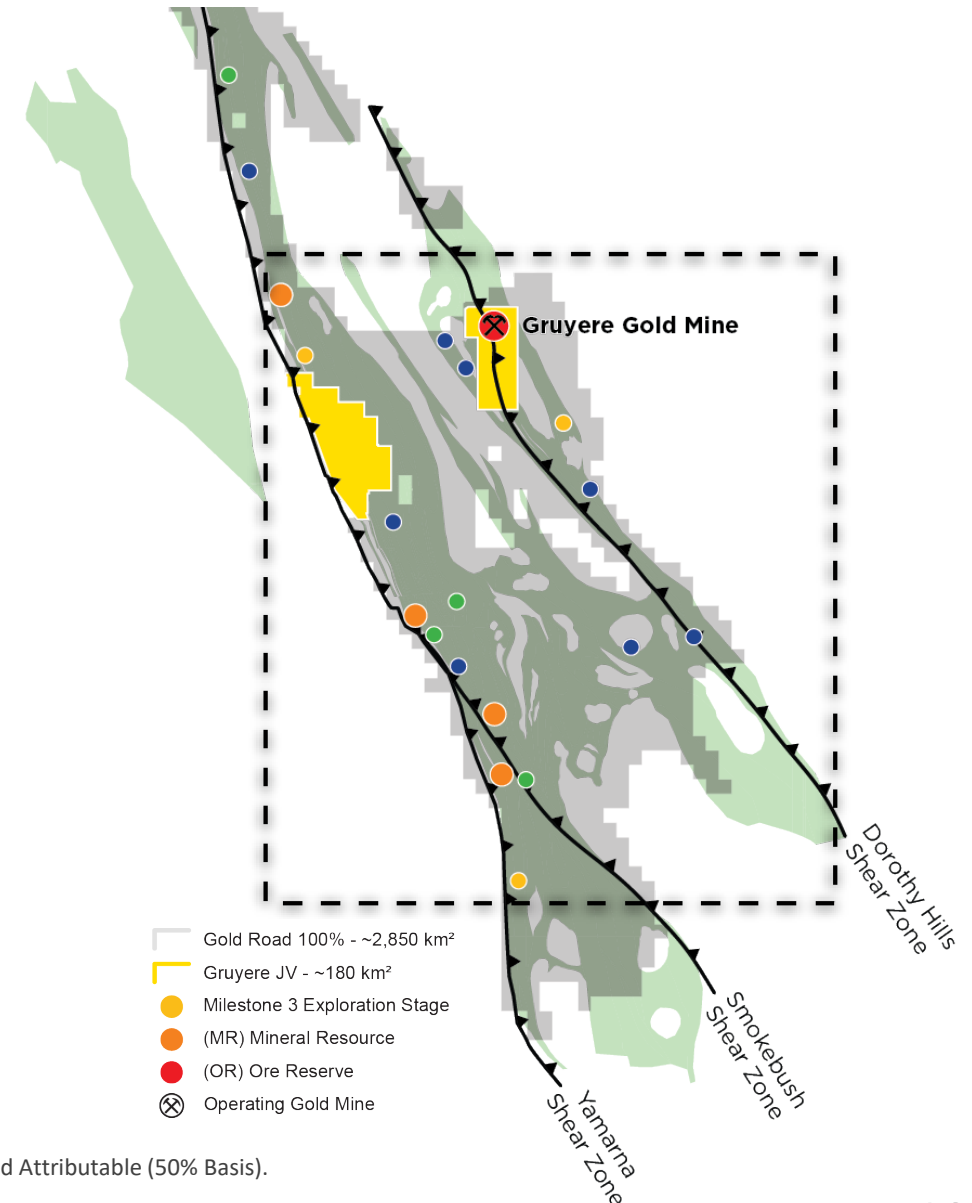 Gruyere Gold Mine
Dorothy Hills
Shear Zone
Gold Road 100% - ~2,850 km²
Gruyere JV - ~180 km²
Milestone 3 Exploration Stage
(MR) Mineral Resource
(OR) Ore Reserve
Operating Gold Mine
Smokebush
Shear Zone
Yamarna
Shear Zone
d Attributable (50% Basis).